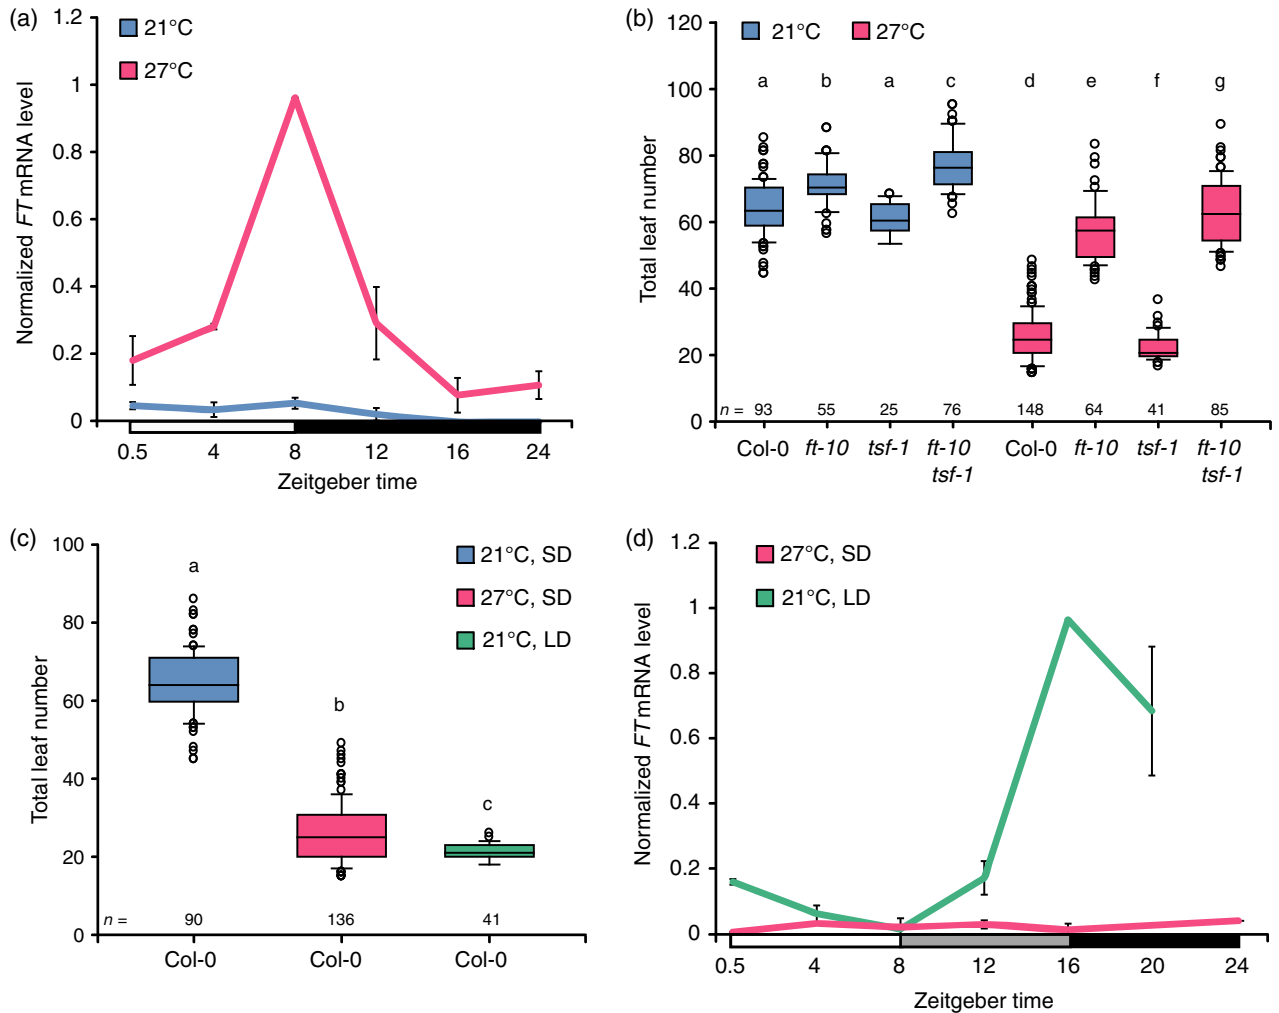 (a)
1.2
1
0.8
0.6
0.4
0.2
0
Normalized FT mRNA level
21°C
27°C
0.5 4 8 12 16 24
Zeitgeber time
(b)
120
100
80
60
40
20
0
Total leaf number
21°C 27°C
a b a c d e f g
n = 93 55 25 76 148 64 41 85
Col-0 ft-10 tsf-1 ft-10 Col-0 ft-10 tsf-1 ft-10
tsf-1 tsf-1
(c)
100
80
60
40
20
0
Total leaf number
21°C, SD
27°C, SD
21°C, LD
a
b
c
n = 90 136 41
Col-0 Col-0 Col-0
(d)
1.2
1
0.8
0.6
0.4
0.2
0
Normalized FT mRNA level
27°C, SD
21°C, LD
0.5 4 8 12 16 20 24
Zeitgeber time